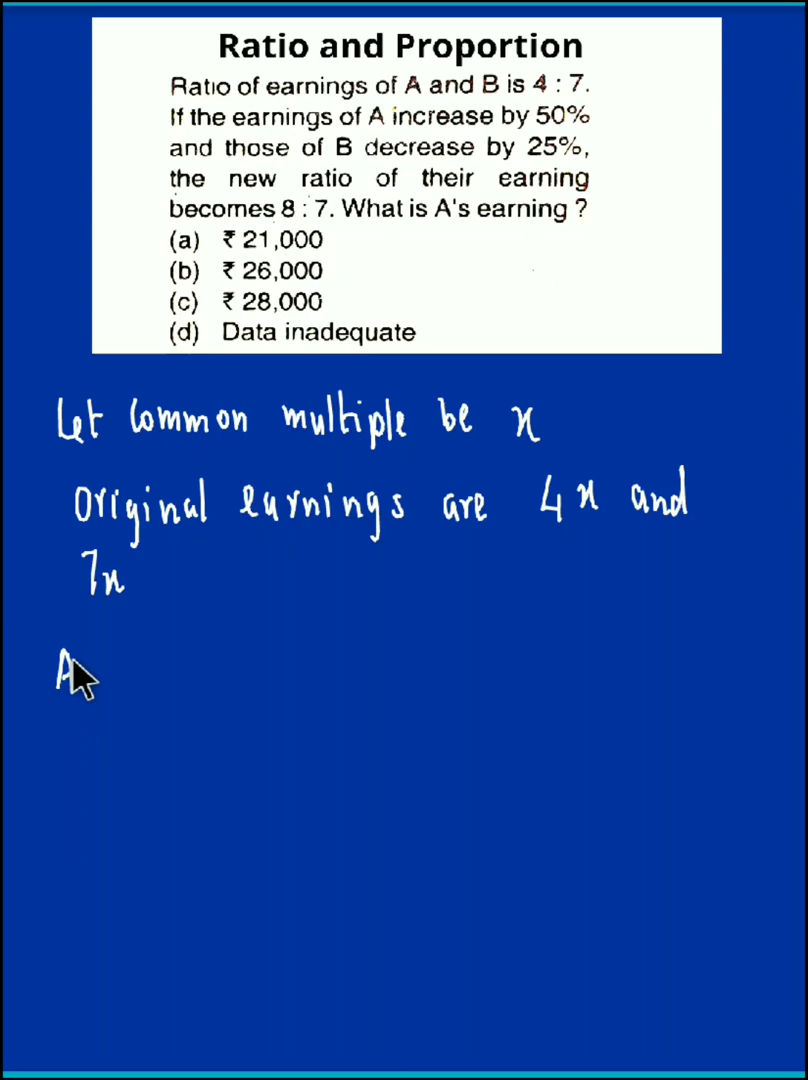 Ratio and Proportion
Ratio of earnings of A and B is 4 : 7.
If the earnings of A increase by 50%
and those of B decrease by 25%,
the new ratio of their earning
becomes 8 : 7. What is A's earning ?
(a) ₹ 21,000
(b) ₹ 26,000
(c) ₹ 28,000
(d) Data inadequate
Let common multiple be x
Original earnings are 4x and
7x
A